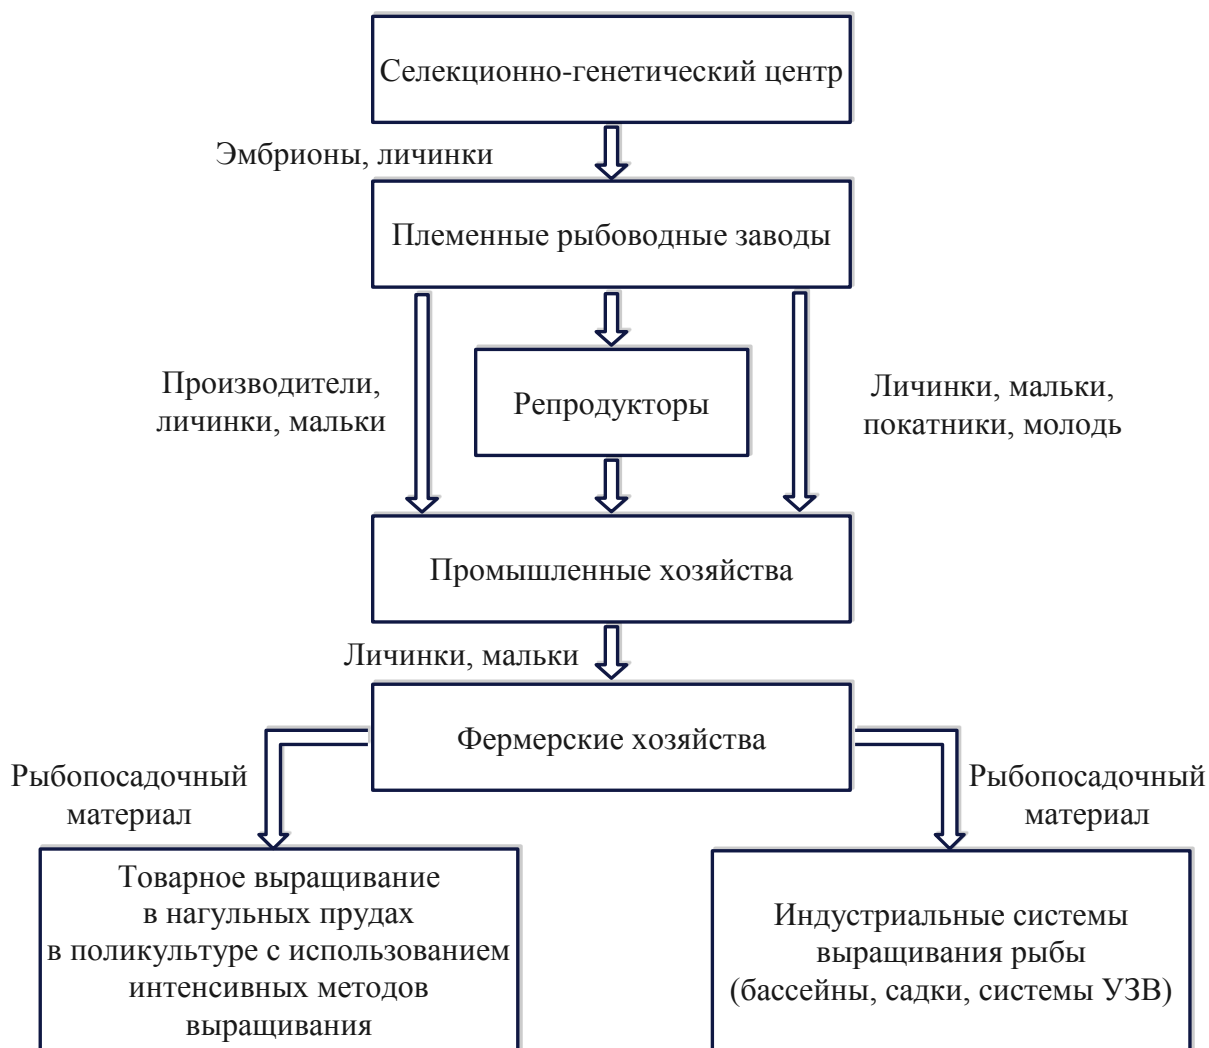 Селекционно-генетический центр
Эмбрионы, личинки
Племенные рыбоводные заводы
Производители,
личинки, мальки
Репродукторы
Личинки, мальки,
покатники, молодь
Промышленные хозяйства
Личинки, мальки
Фермерские хозяйства
Рыбопосадочный
материал
Рыбопосадочный
материал
Товарное выращивание
в нагульных прудах
в поликультуре с использованием
интенсивных методов
выращивания
Индустриальные системы
выращивания рыбы
(бассейны, садки, системы УЗВ)